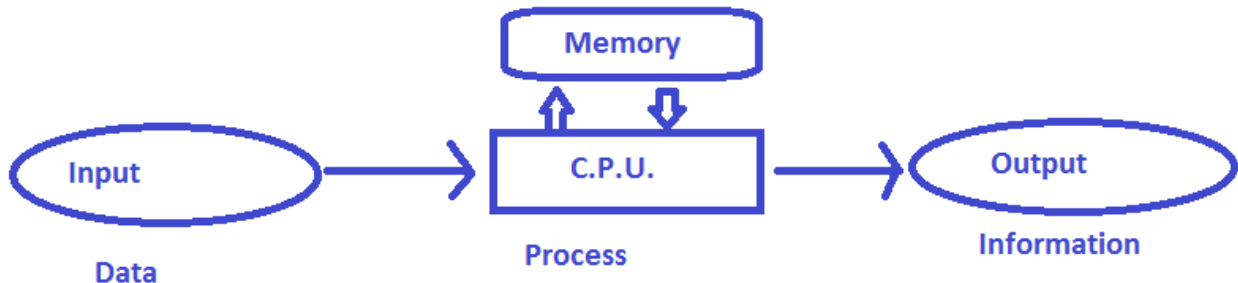 Memory
Input
C.P.U.
Output
Data
Process
Information